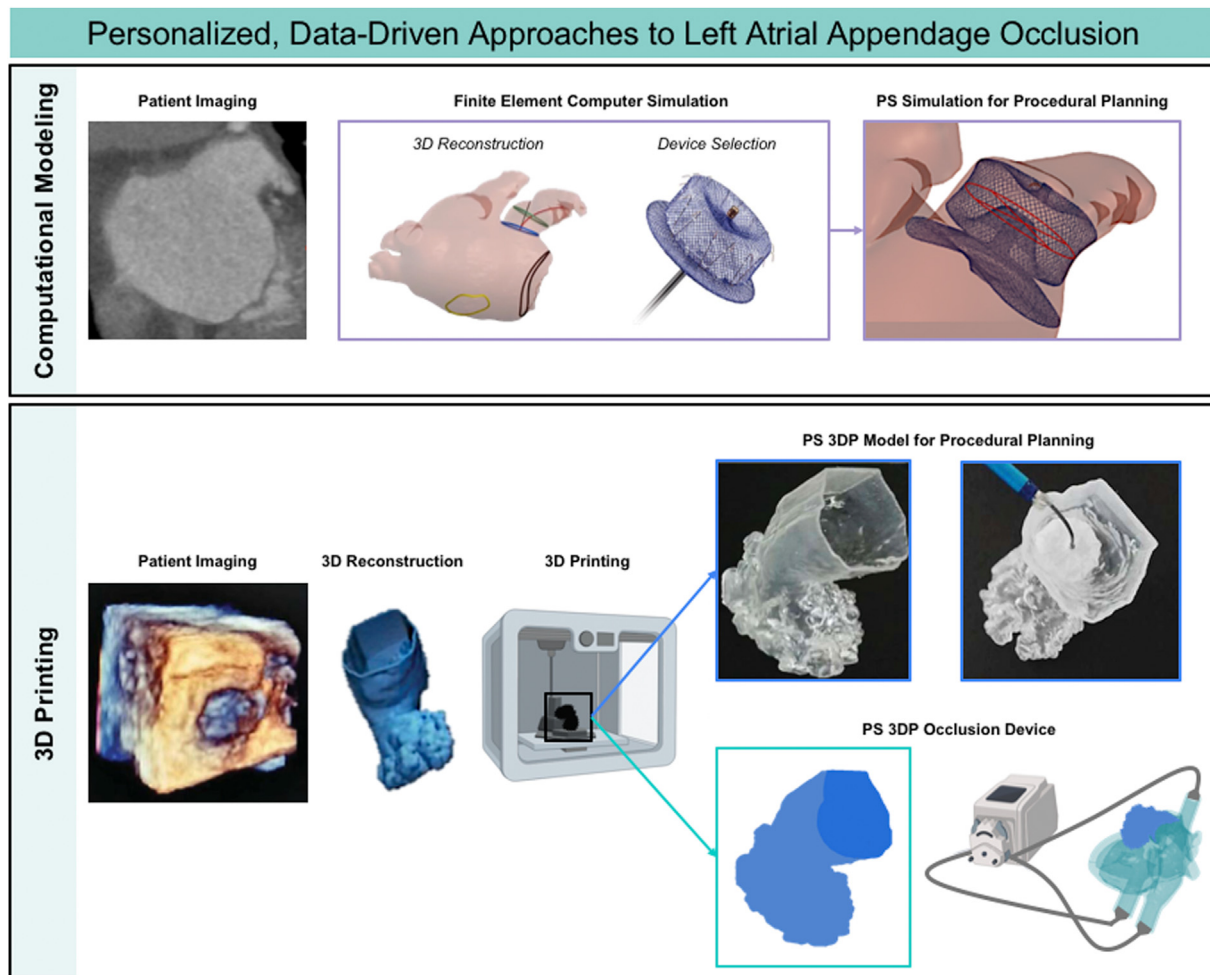 Personalized, Data-Driven Approaches to Left Atrial Appendage Occlusion
Computational Modeling
Patient Imaging
Finite Element Computer Simulation
PS Simulation for Procedural Planning
3D Reconstruction
Device Selection
3D Printing
PS 3DP Model for Procedural Planning
Patient Imaging
3D Reconstruction
3D Printing
PS 3DP Occlusion Device